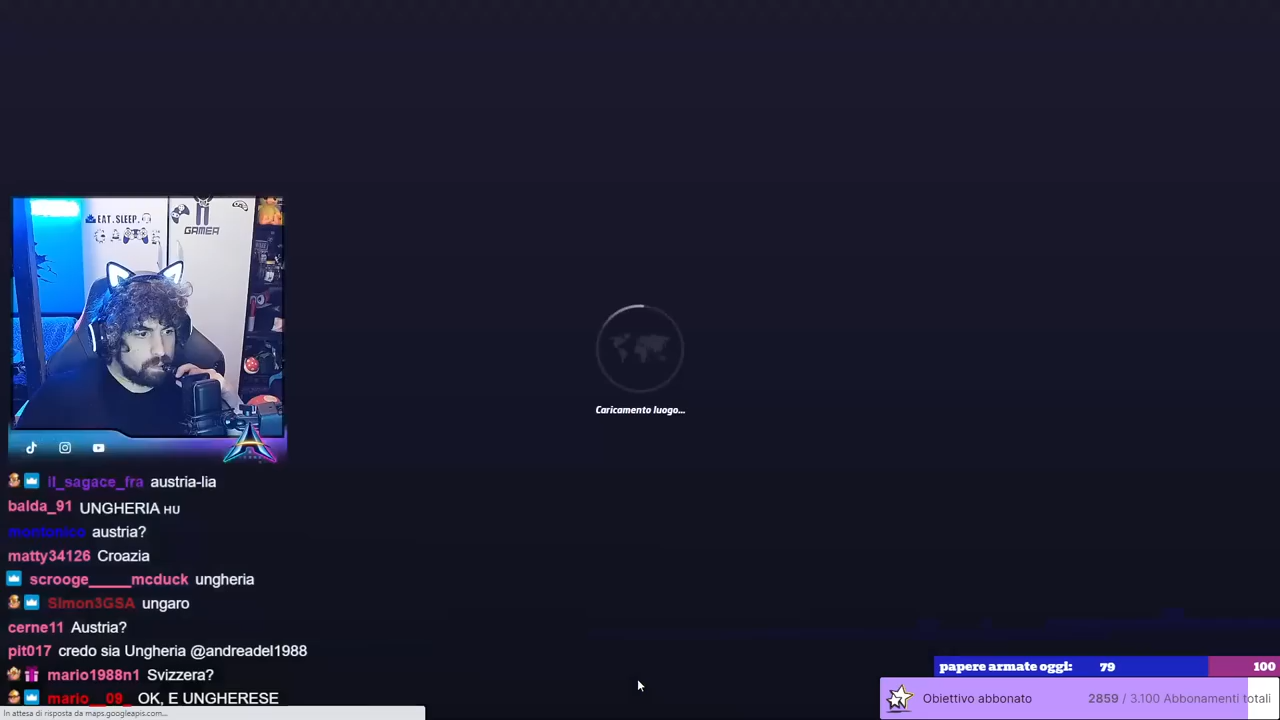 EAT.SLEEP.
GAME
GAMER
Caricamento luogo...
il_sagace_fra austria-lia
balda_91 UNGHERIA HU
montonico austria?
matty34126 Croazia
scrooge_____mcduck ungheria
Simon3GSA ungaro
cerne11 Austria?
pit017 credo sia Ungheria @andreadel1988
mario1988n1 Svizzera?
mario__09_ OK, E UNGHERESE
In attesa di risposta da maps.googleapis.com...
papere armate oggi: 79 100
Obiettivo abbonato 2859 / 3.100 Abbonamenti totali